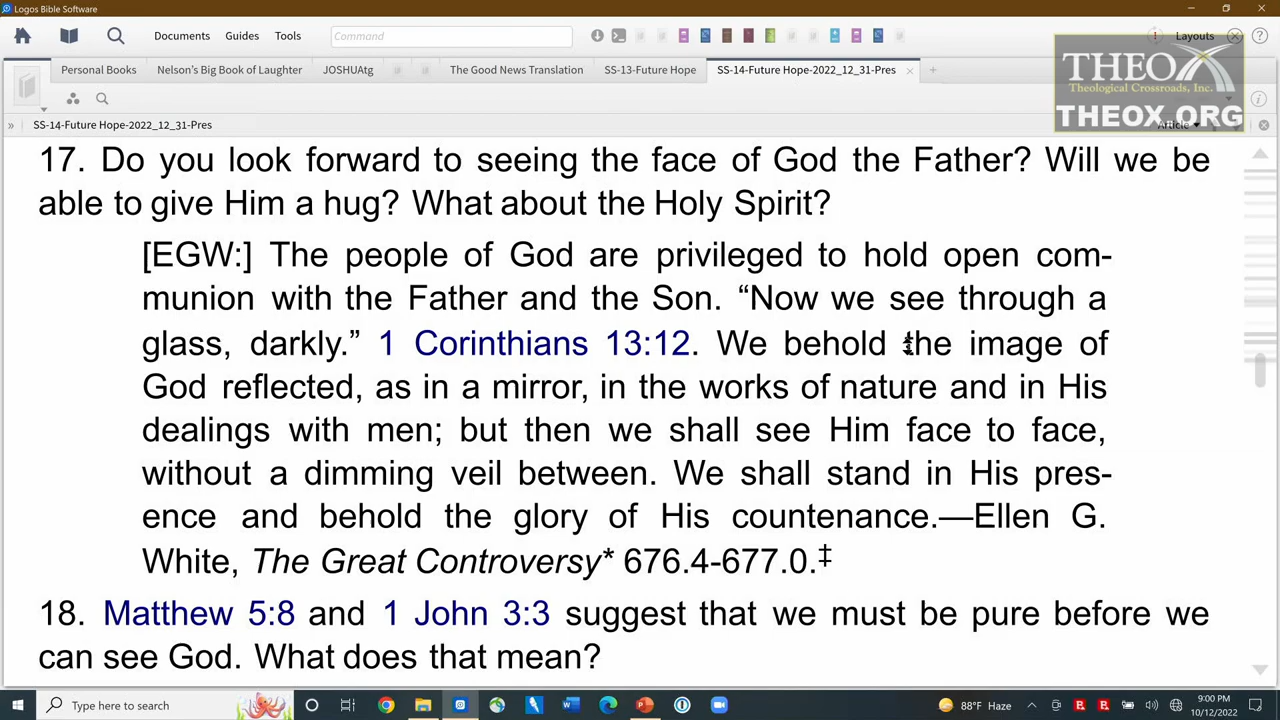 Logos Bible Software
Documents Guides Tools Command Layouts
Personal Books Nelson's Big Book of Laughter JOSHUAtg The Good News Translation SS-13-Future Hope SS-14-Future Hope-2022_12_31-Pres
THEOX
Theological Crossroads, Inc.
THEOX.ORG
SS-14-Future Hope-2022_12_31-Pres Article
17. Do you look forward to seeing the face of God the Father? Will we be
able to give Him a hug? What about the Holy Spirit?
[EGW:] The people of God are privileged to hold open com-
munion with the Father and the Son. “Now we see through a
glass, darkly.” 1 Corinthians 13:12. We behold the image of
God reflected, as in a mirror, in the works of nature and in His
dealings with men; but then we shall see Him face to face,
without a dimming veil between. We shall stand in His pres-
ence and behold the glory of His countenance.—Ellen G.
White, The Great Controversy* 676.4-677.0.‡
18. Matthew 5:8 and 1 John 3:3 suggest that we must be pure before we
can see God. What does that mean?
Type here to search 88°F Haze 9:00 PM
10/12/2022